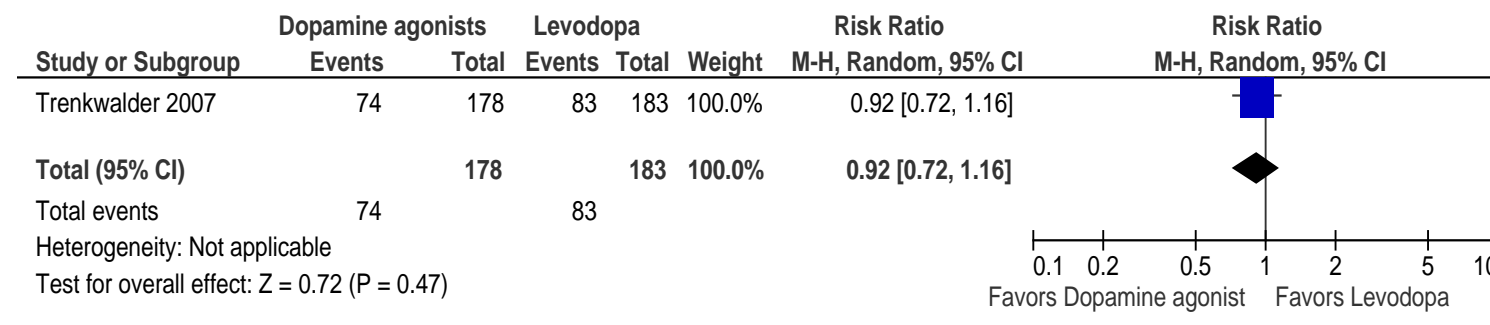 Dopamine agonists Levodopa Risk Ratio Risk Ratio
Study or Subgroup Events Total Events Total Weight M-H, Random, 95% CI M-H, Random, 95% CI
Trenkwalder 2007 74 178 83 183 100.0% 0.92 [0.72, 1.16]
Total (95% CI) 178 183 100.0% 0.92 [0.72, 1.16]
Total events 74 83
Heterogeneity: Not applicable
Test for overall effect: Z = 0.72 (P = 0.47)
0.1 0.2 0.5 1 2 5 10
Favors Dopamine agonist Favors Levodopa